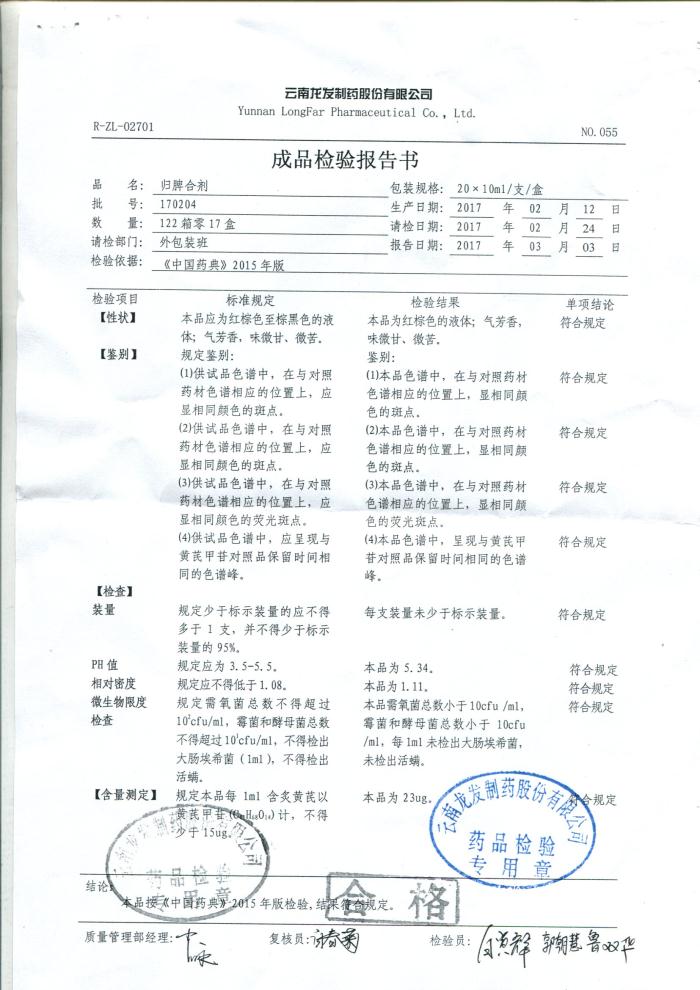 云南龙发制药股份有限公司
Yunnan LongFar Pharmaceutical Co., Ltd.
R-ZL-02701 NO.055
成品检验报告书
品 名: 归脾合剂 包装规格: 20×10ml/支/盒
批 号: 170204 生产日期: 2017 年 02 月 12 日
数 量: 122箱零17盒 请检日期: 2017 年 02 月 24 日
请检部门: 外包装班 报告日期: 2017 年 03 月 03 日
检验依据: 《中国药典》2015年版
检验项目 标准规定 检验结果 单项结论
【性状】 本品应为红棕色至棕黑色的液 本品为红棕色的液体; 气芳香, 符合规定
体; 气芳香, 味微甘、微苦。 味微甘、微苦。
【鉴别】 规定鉴别: 鉴别:
(1)供试品色谱中, 在与对照 (1)本品色谱中, 在与对照药材 符合规定
药材色谱相应的位置上, 应 色谱相应的位置上, 显相同颜
显相同颜色的斑点。 色的斑点。
(2)供试品色谱中, 在与对照 (2)本品色谱中, 在与对照药材 符合规定
药材色谱相应的位置上, 应 色谱相应的位置上, 显相同颜
显相同颜色的斑点。 色的斑点。
(3)供试品色谱中, 在与对照 (3)本品色谱中, 在与对照药材 符合规定
药材色谱相应的位置上, 应 色谱相应的位置上, 显相同颜
显相同颜色的荧光斑点。 色的荧光斑点。
(4)供试品色谱中, 应呈现与 (4)本品色谱中, 呈现与黄芪甲 符合规定
黄芪甲苷对照品保留时间相 苷对照品保留时间相同的色谱
同的色谱峰。 峰。
【检查】
装量 规定少于标示装量的应不得 每支装量未少于标示装量。 符合规定
多于 1 支, 并不得少于标示
装量的 95%。
PH 值 规定应为 3.5-5.5。 本品为 5.34。 符合规定
相对密度 规定应不得低于 1.08。 本品为 1.11。 符合规定
微生物限度 规定需氧菌总数不得超过 本品需氧菌总数小于 10cfu /ml, 符合规定
检查 10²cfu/ml, 霉菌和酵母菌总数 霉菌和酵母菌总数小于 10cfu
不得超过10¹cfu/ml, 不得检出 /ml, 每 1ml 未检出大肠埃希菌,
大肠埃希菌 (1ml), 不得检出 未检出活螨。
活螨。
【含量测定】 规定本品每 1ml 含炙黄芪以 本品为 23ug。 符合规定
黄芪甲苷(C₄₁H₆₈O₁₄)计, 不得
少于 15ug。
云南龙发制药股份有限公司
药品检验
专用章
云南龙发制药股份有限公司
药品检验
专用章
结论:
本品按《中国药典》2015年版检验, 结果符合规定。
合格
质量管理部经理: 复核员: 检验员: